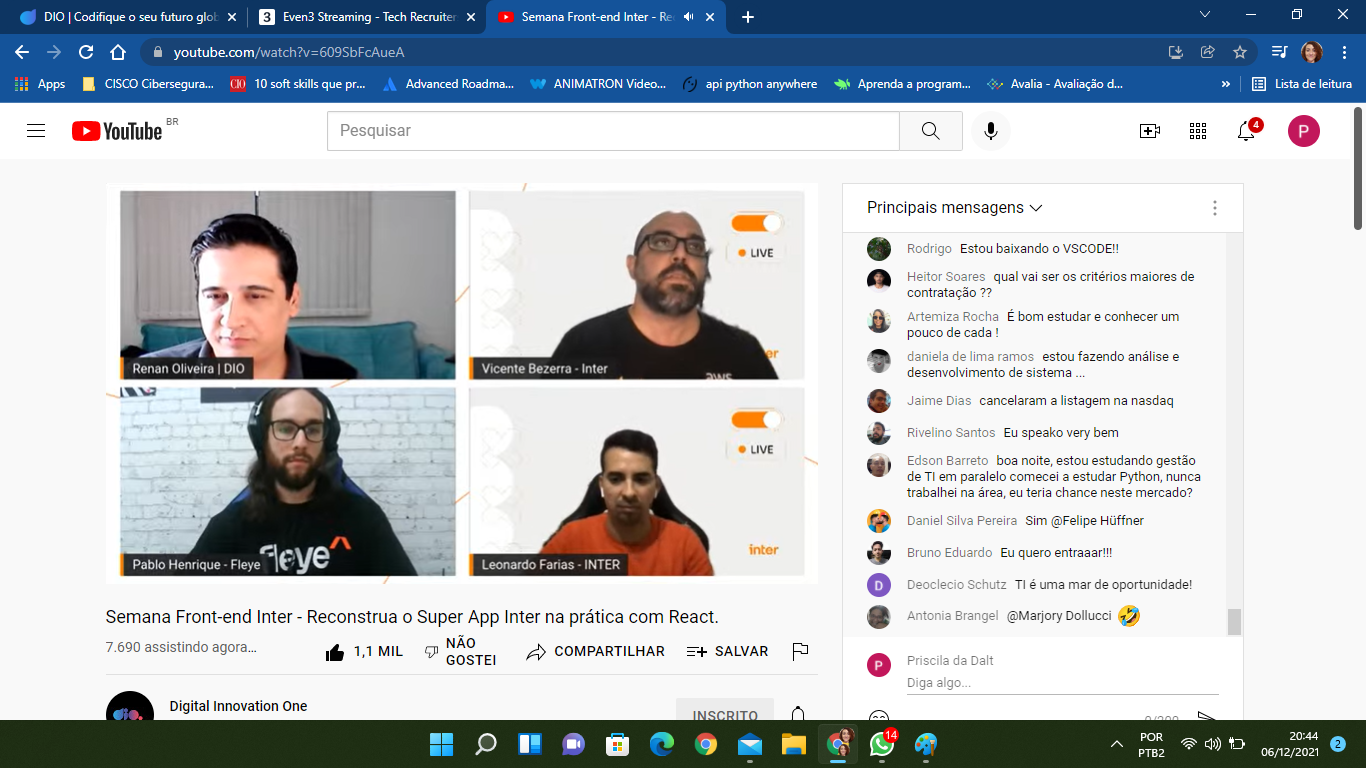 DIO | Codifique o seu futuro glob
Even3 Streaming - Tech Recruiter
Semana Front-end Inter - Re
youtube.com/watch?v=609SbFcAueA
Apps
CISCO Cibersegura...
CIO
10 soft skills que pr...
Advanced Roadma...
ANIMATRON Video...
api python anywhere
Aprenda a program...
Avalia - Avaliação d...
»
Lista de leitura
YouTube BR
Pesquisar
4
P
LIVE
Renan Oliveira | DIO
Vicente Bezerra - Inter
LIVE
Fleye
inter
Pablo Henrique - Fleye
Leonardo Farias - INTER
Semana Front-end Inter - Reconstrua o Super App Inter na prática com React.
7.690 assistindo agora...
1,1 MIL
NÃO
GOSTEI
COMPARTILHAR
SALVAR
Digital Innovation One
INSCRITO
Principais mensagens
Rodrigo Estou baixando o VSCODE!!
Heitor Soares qual vai ser os critérios maiores de
contratação ??
Artemiza Rocha É bom estudar e conhecer um
pouco de cada !
daniela de lima ramos estou fazendo análise e
desenvolvimento de sistema ...
Jaime Dias cancelaram a listagem na nasdaq
Rivelino Santos Eu speako very bem
Edson Barreto boa noite, estou estudando gestão
de TI em paralelo comecei a estudar Python, nunca
trabalhei na área, eu teria chance neste mercado?
Daniel Silva Pereira Sim @Felipe Hüffner
Bruno Eduardo Eu quero entraaar!!!
D
Deoclecio Schutz TI é uma mar de oportunidade!
Antonia Brangel @Marjory Dollucci 🤣
P
Priscila da Dalt
Diga algo...
0/200
14
POR
PTB2
20:44
06/12/2021
2